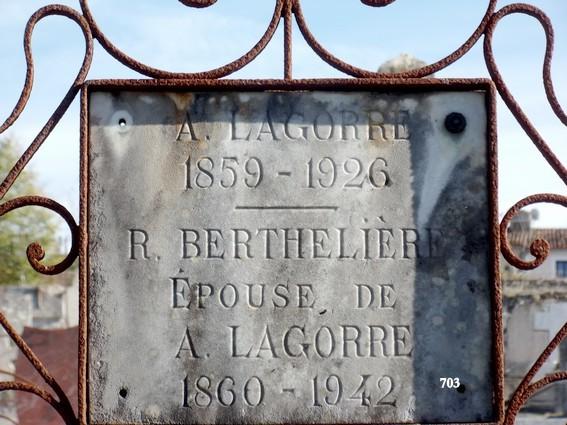 A. LAGORRE
1859 - 1926
R. BERTHELIÈRE
ÉPOUSE DE
A. LAGORRE
1860 - 1942
703